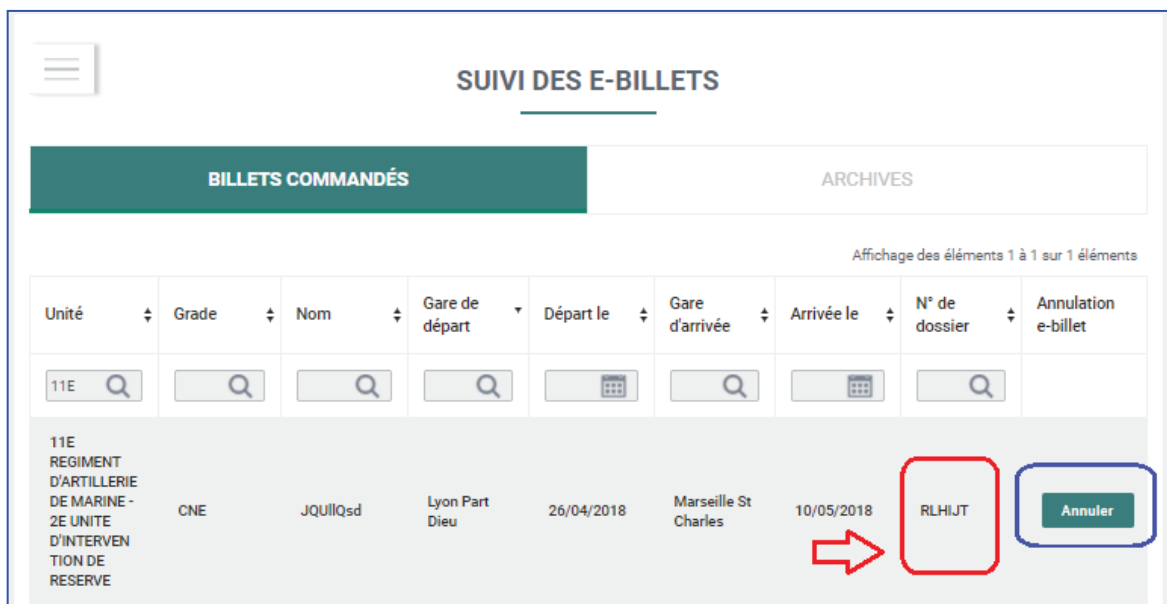 SUIVI DES E-BILLETS
BILLETS COMMANDÉS
ARCHIVES
Affichage des éléments 1 à 1 sur 1 éléments
Unité
Grade
Nom
Gare de
départ
Départ le
Gare
d'arrivée
Arrivée le
N° de
dossier
Annulation
e-billet
11E
11E
REGIMENT
D'ARTILLERIE
DE MARINE -
2E UNITE
D'INTERVEN
TION DE
RESERVE
CNE
JQUllQsd
Lyon Part
Dieu
26/04/2018
Marseille St
Charles
10/05/2018
RLHIJT
Annuler